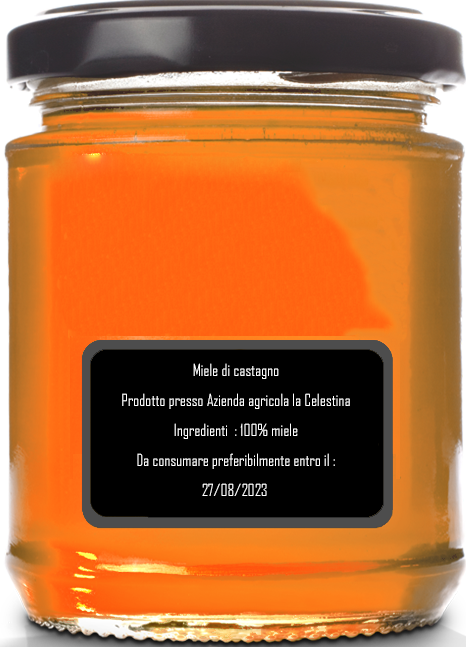 Miele di castagno
Prodotto presso Azienda agricola la Celestina
Ingredienti : 100% miele
Da consumare preferibilmente entro il :
27/08/2023